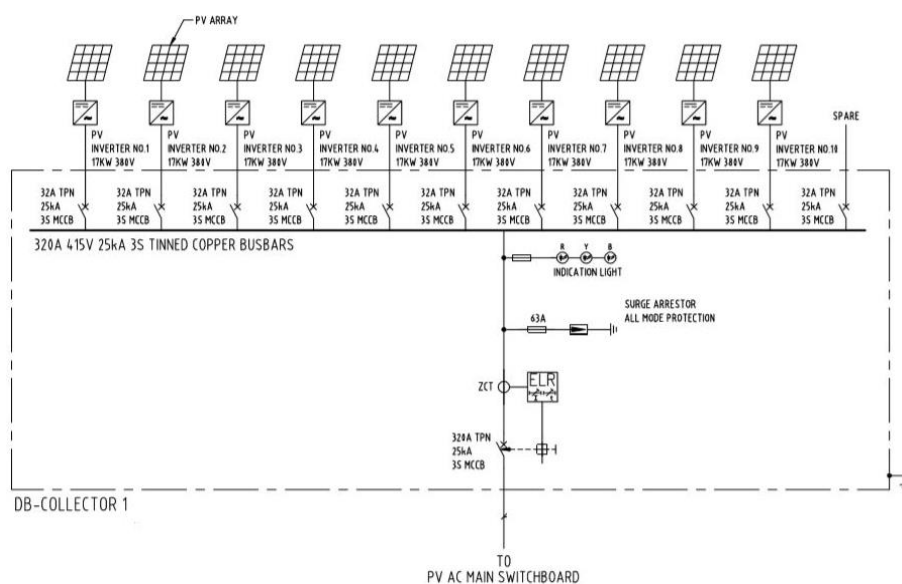 PV ARRAY
PV
INVERTER NO.1
17KW 380V
PV
INVERTER NO.2
17KW 380V
PV
INVERTER NO.3
17KW 380V
PV
INVERTER NO.4
17KW 380V
PV
INVERTER NO.5
17KW 380V
PV
INVERTER NO.6
17KW 380V
PV
INVERTER NO.7
17KW 380V
PV
INVERTER NO.8
17KW 380V
PV
INVERTER NO.9
17KW 380V
PV
INVERTER NO.10
17KW 380V
SPARE
32A TPN
25kA
3S MCCB
32A TPN
25kA
3S MCCB
32A TPN
25kA
3S MCCB
32A TPN
25kA
3S MCCB
32A TPN
25kA
3S MCCB
32A TPN
25kA
3S MCCB
32A TPN
25kA
3S MCCB
32A TPN
25kA
3S MCCB
32A TPN
25kA
3S MCCB
32A TPN
25kA
3S MCCB
32A TPN
25kA
3S MCCB
320A 415V 25kA 3S TINNED COPPER BUSBARS
R Y B
INDICATION LIGHT
63A
SURGE ARRESTOR
ALL MODE PROTECTION
ZCT
ELR
320A TPN
25kA
3S MCCB
DB-COLLECTOR 1
TO
PV AC MAIN SWITCHBOARD